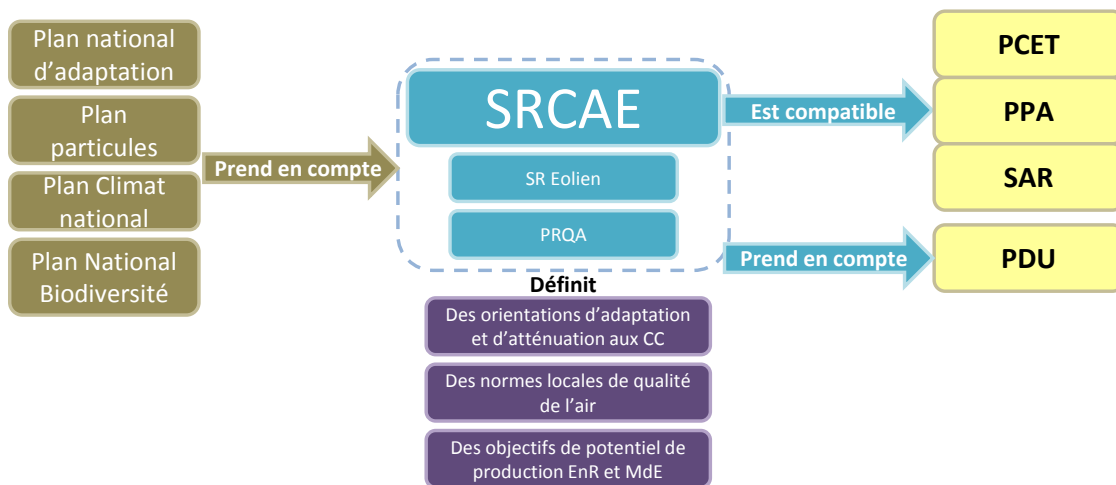 Plan national
d'adaptation
Plan
particules
Plan Climat
national
Plan National
Biodiversité
Prend en compte
SRCAE
SR Eolien
PRQA
Définit
Des orientations d'adaptation
et d'atténuation aux CC
Des normes locales de qualité
de l'air
Des objectifs de potentiel de
production EnR et MdE
Est compatible
Prend en compte
PCET
PPA
SAR
PDU